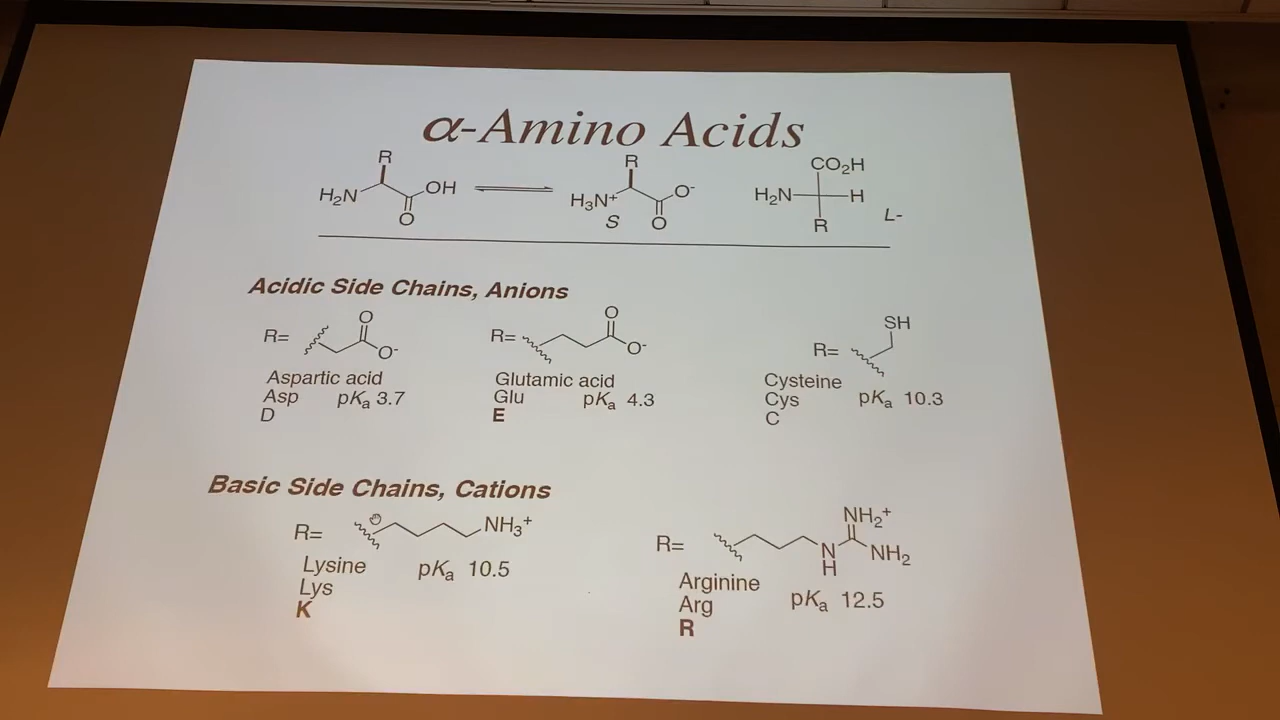 α-Amino Acids
R
H₂N OH
O
R
H₃N⁺ O⁻
S O
CO₂H
H₂N H
R
L-
Acidic Side Chains, Anions
R= O
O⁻
Aspartic acid
Asp pKₐ 3.7
D
R= O
O⁻
Glutamic acid
Glu pKₐ 4.3
E
SH
R=
Cysteine
Cys pKₐ 10.3
C
Basic Side Chains, Cations
R= NH₃⁺
Lysine pKₐ 10.5
Lys
K
NH₂⁺
R= N NH₂
H
Arginine
Arg pKₐ 12.5
R